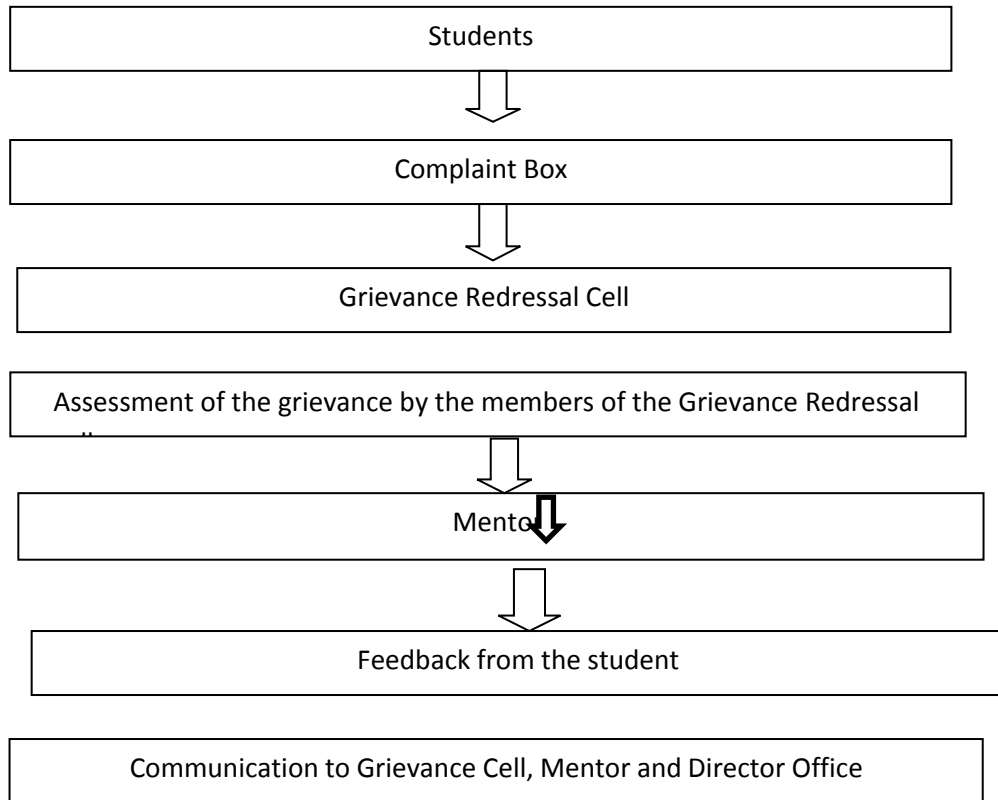 Students
Complaint Box
Grievance Redressal Cell
Assessment of the grievance by the members of the Grievance Redressal
Mentor
Feedback from the student
Communication to Grievance Cell, Mentor and Director Office